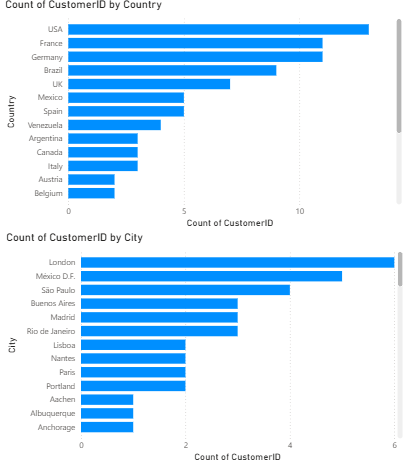 Count of CustomerID by Country
USA
France
Germany
Brazil
UK
Mexico
Spain
Venezuela
Argentina
Canada
Italy
Austria
Belgium
Country
0 5 10
Count of CustomerID
Count of CustomerID by City
London
México D.F.
São Paulo
Buenos Aires
Madrid
Rio de Janeiro
Lisboa
Nantes
Paris
Portland
Aachen
Albuquerque
Anchorage
City
0 2 4 6
Count of CustomerID